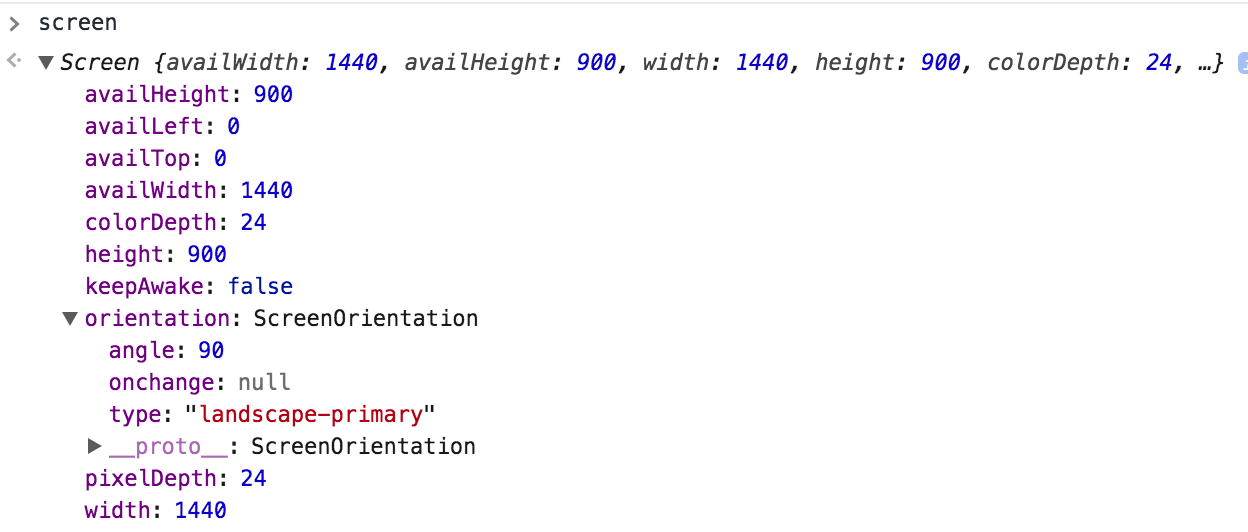 > screen
Screen {availWidth: 1440, availHeight: 900, width: 1440, height: 900, colorDepth: 24, …}
availHeight: 900
availLeft: 0
availTop: 0
availWidth: 1440
colorDepth: 24
height: 900
keepAwake: false
orientation: ScreenOrientation
angle: 90
onchange: null
type: "landscape-primary"
__proto__: ScreenOrientation
pixelDepth: 24
width: 1440